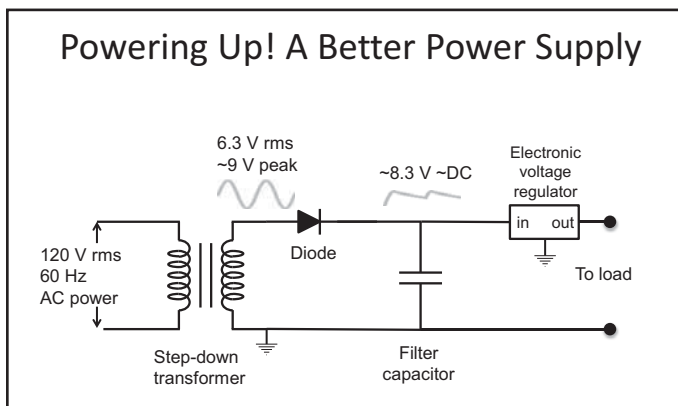 Powering Up! A Better Power Supply
6.3 V rms
~9 V peak
~8.3 V ~DC
Electronic
voltage
regulator
in out
Diode
120 V rms
60 Hz
AC power
To load
Step-down
transformer
Filter
capacitor